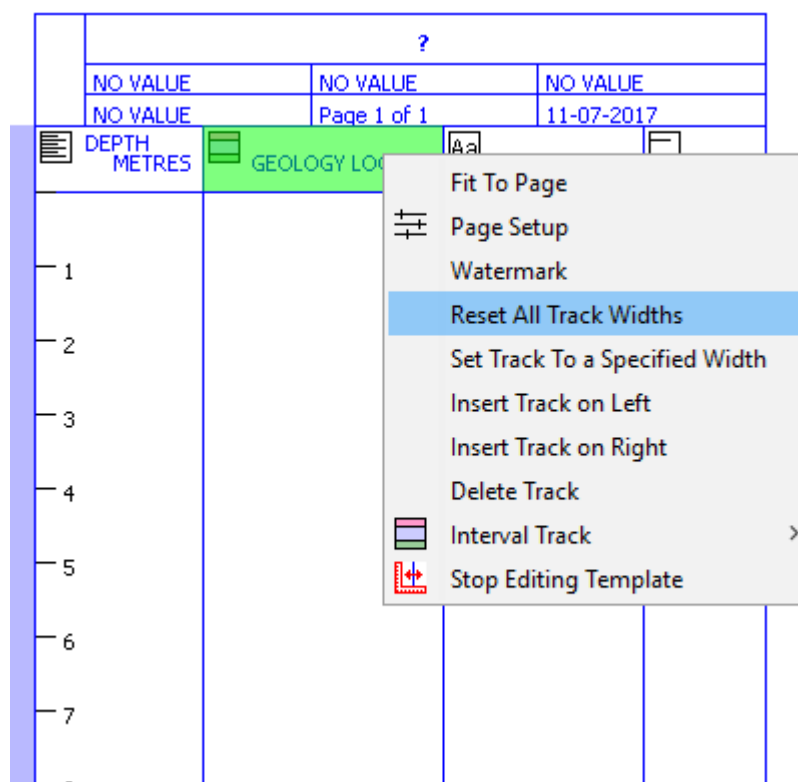 ?
NO VALUE NO VALUE NO VALUE
NO VALUE Page 1 of 1 11-07-2017
DEPTH
METRES
GEOLOGY
Aa
Fit To Page
Page Setup
Watermark
Reset All Track Widths
Set Track To a Specified Width
Insert Track on Left
Insert Track on Right
Delete Track
Interval Track
Stop Editing Template
1
2
3
4
5
6
7